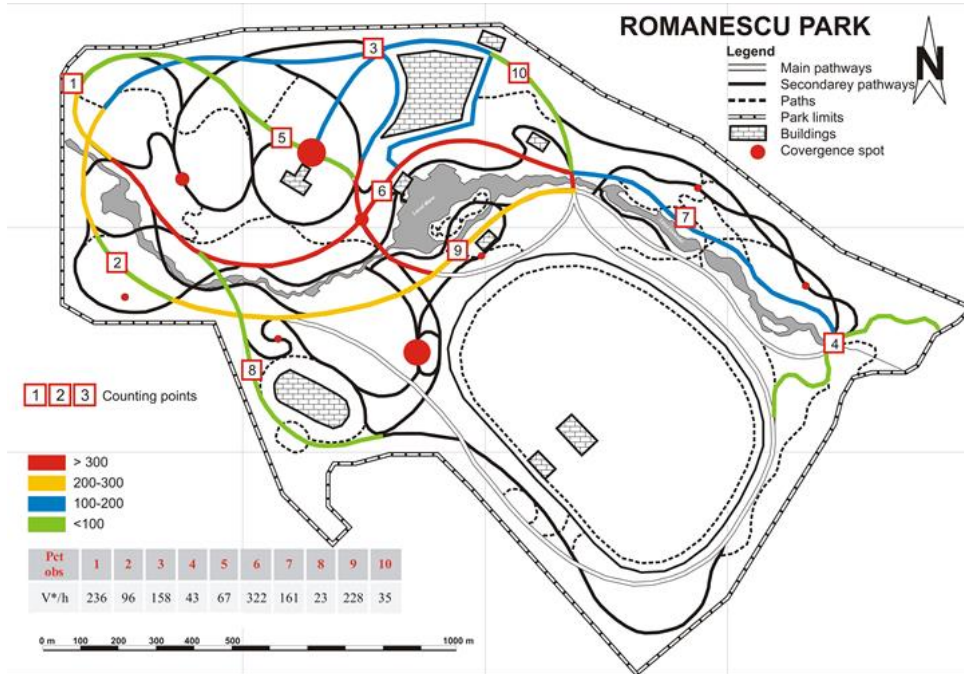 ROMANESCU PARK
Legend
Main pathways
Secondarey pathways
Paths
Park limits
Buildings
Covergence spot
N
3
1
10
5
6
7
2
9
4
8
1 2 3 Counting points
> 300
200-300
100-200
<100
Pct obs 1 2 3 4 5 6 7 8 9 10
V*/h 236 96 158 43 67 322 161 23 228 35
0 m 100 200 300 400 500 1000 m